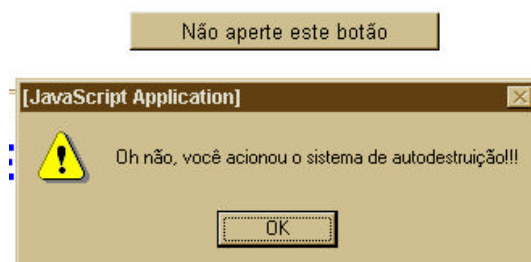 Não aperte este botão
[JavaScript Application]
Oh não, você acionou o sistema de autodestruição!!!
OK